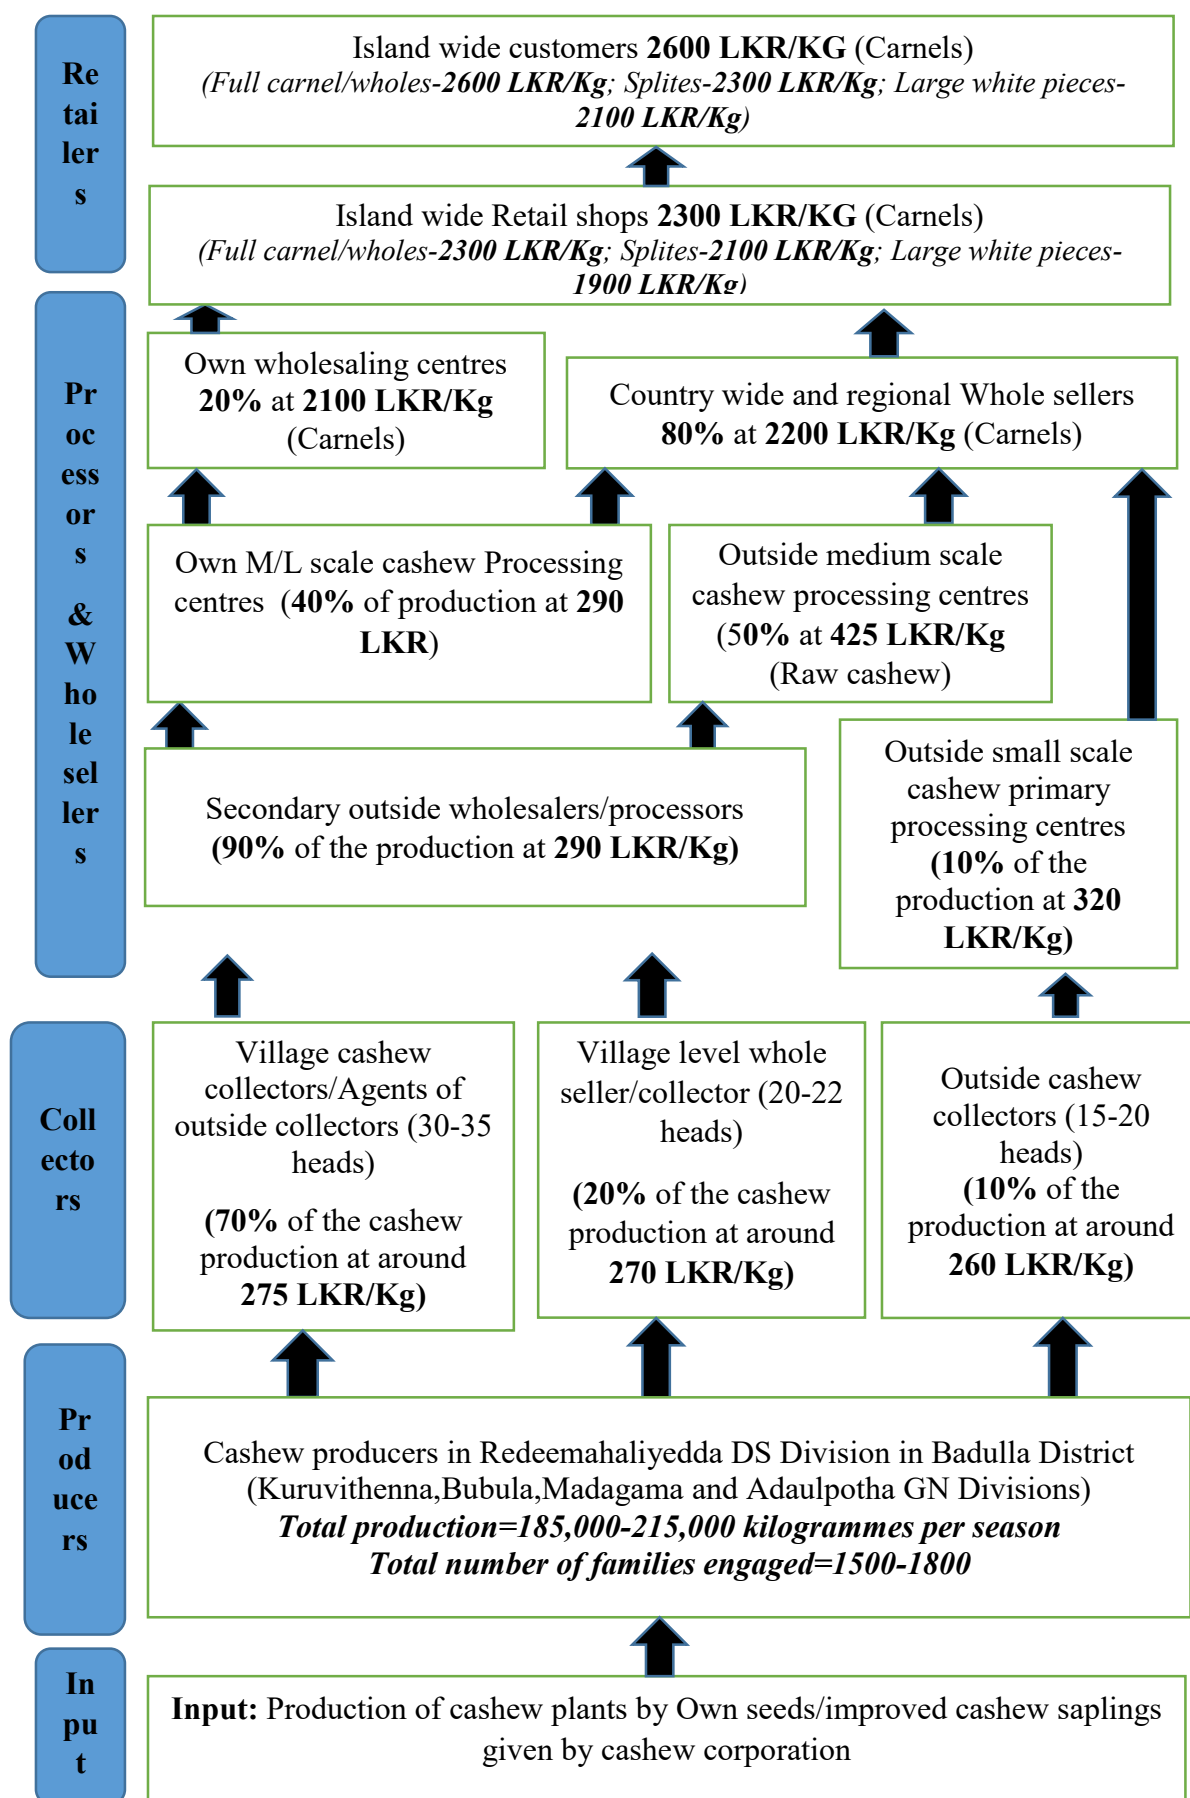 Re
tai
ler
s
Island wide customers 2600 LKR/KG (Carnels)
(Full carnel/wholes-2600 LKR/Kg; Splites-2300 LKR/Kg; Large white pieces-
2100 LKR/Kg)
Island wide Retail shops 2300 LKR/KG (Carnels)
(Full carnel/wholes-2300 LKR/Kg; Splites-2100 LKR/Kg; Large white pieces-
1900 LKR/Kg)
Pr
oc
ess
or
s
&
W
ho
le
sel
ler
s
Own wholesaling centres
20% at 2100 LKR/Kg
(Carnels)
Country wide and regional Whole sellers
80% at 2200 LKR/Kg (Carnels)
Own M/L scale cashew Processing
centres (40% of production at 290
LKR)
Outside medium scale
cashew processing centres
(50% at 425 LKR/Kg
(Raw cashew)
Secondary outside wholesalers/processors
(90% of the production at 290 LKR/Kg)
Outside small scale
cashew primary
processing centres
(10% of the
production at 320
LKR/Kg)
Coll
ecto
rs
Village cashew
collectors/Agents of
outside collectors (30-35
heads)
(70% of the cashew
production at around
275 LKR/Kg)
Village level whole
seller/collector (20-22
heads)
(20% of the cashew
production at around
270 LKR/Kg)
Outside cashew
collectors (15-20
heads)
(10% of the
production at around
260 LKR/Kg)
Pr
od
uce
rs
Cashew producers in Redeemahaliyedda DS Division in Badulla District
(Kuruvithenna,Bubula,Madagama and Adaulpotha GN Divisions)
Total production=185,000-215,000 kilogrammes per season
Total number of families engaged=1500-1800
In
pu
t
Input: Production of cashew plants by Own seeds/improved cashew saplings
given by cashew corporation